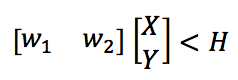 [w₁ w₂] [X Y] < H